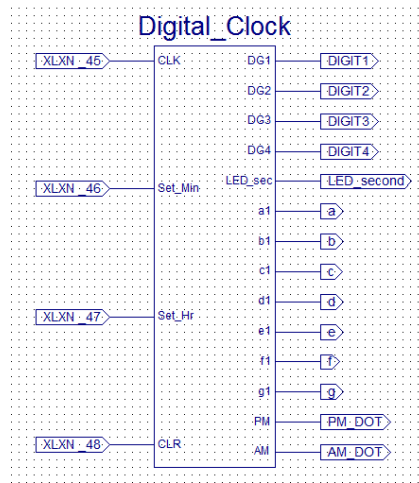 Digital_Clock
XLXN_45 CLK DG1 DIGIT1
DG2 DIGIT2
DG3 DIGIT3
DG4 DIGIT4
XLXN_46 Set_Min LED_sec LED_second
a1 a
b1 b
c1 c
d1 d
XLXN_47 Set_Hr e1 e
f1 f
g1 g
PM PM_DOT
XLXN_48 CLR AM AM_DOT